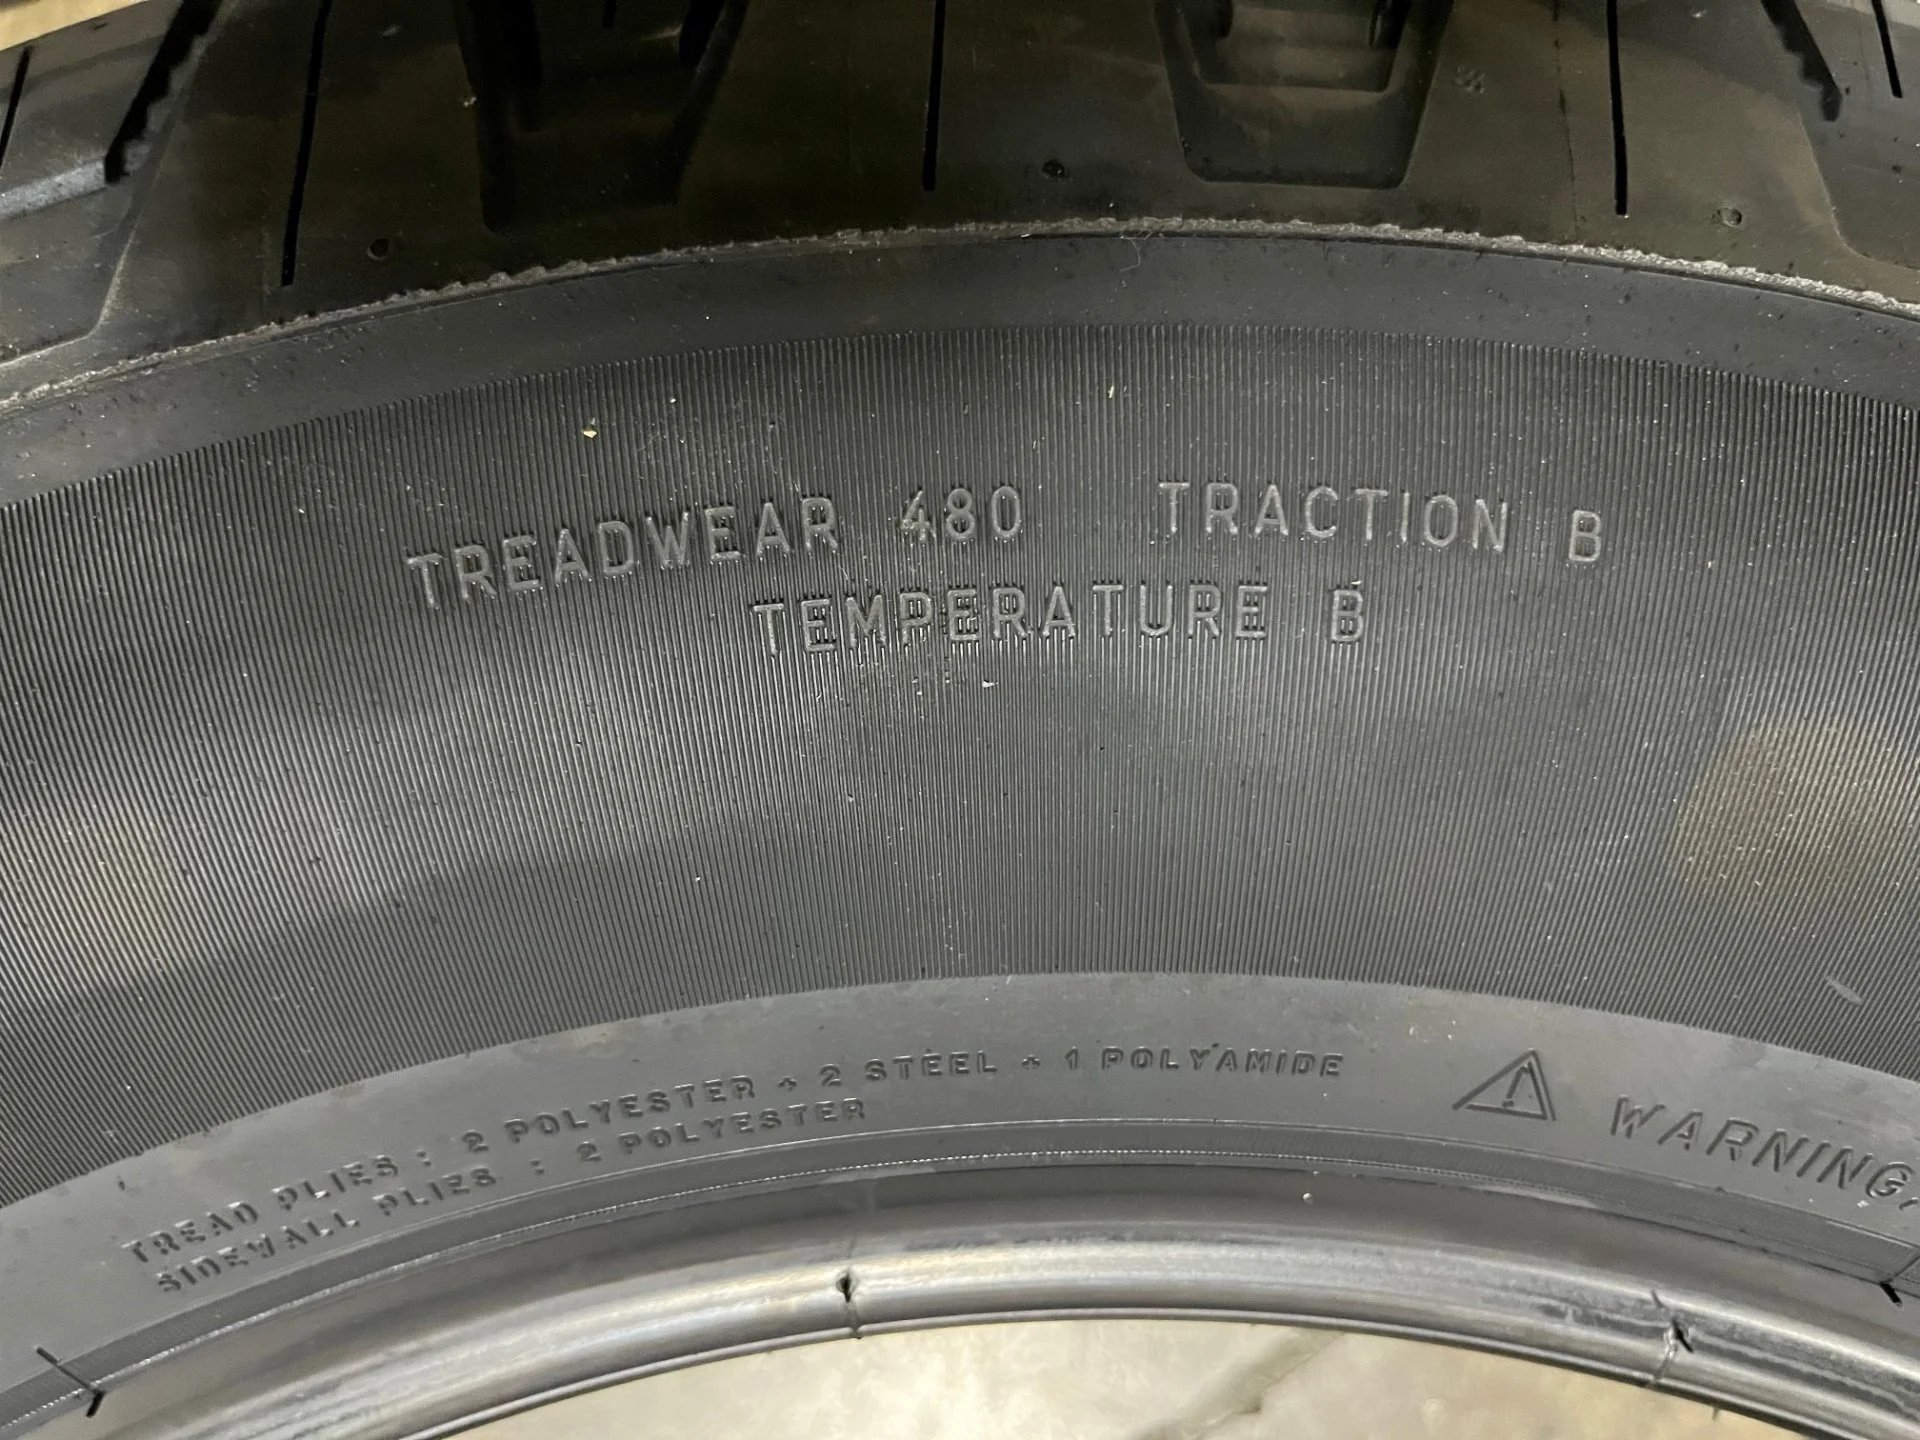 TREADWEAR 480 TRACTION B
TEMPERATURE B
TREAD PLIES : 2 POLYESTER + 2 STEEL + 1 POLYAMIDE
SIDEWALL PLIES : 2 POLYESTER
WARNING